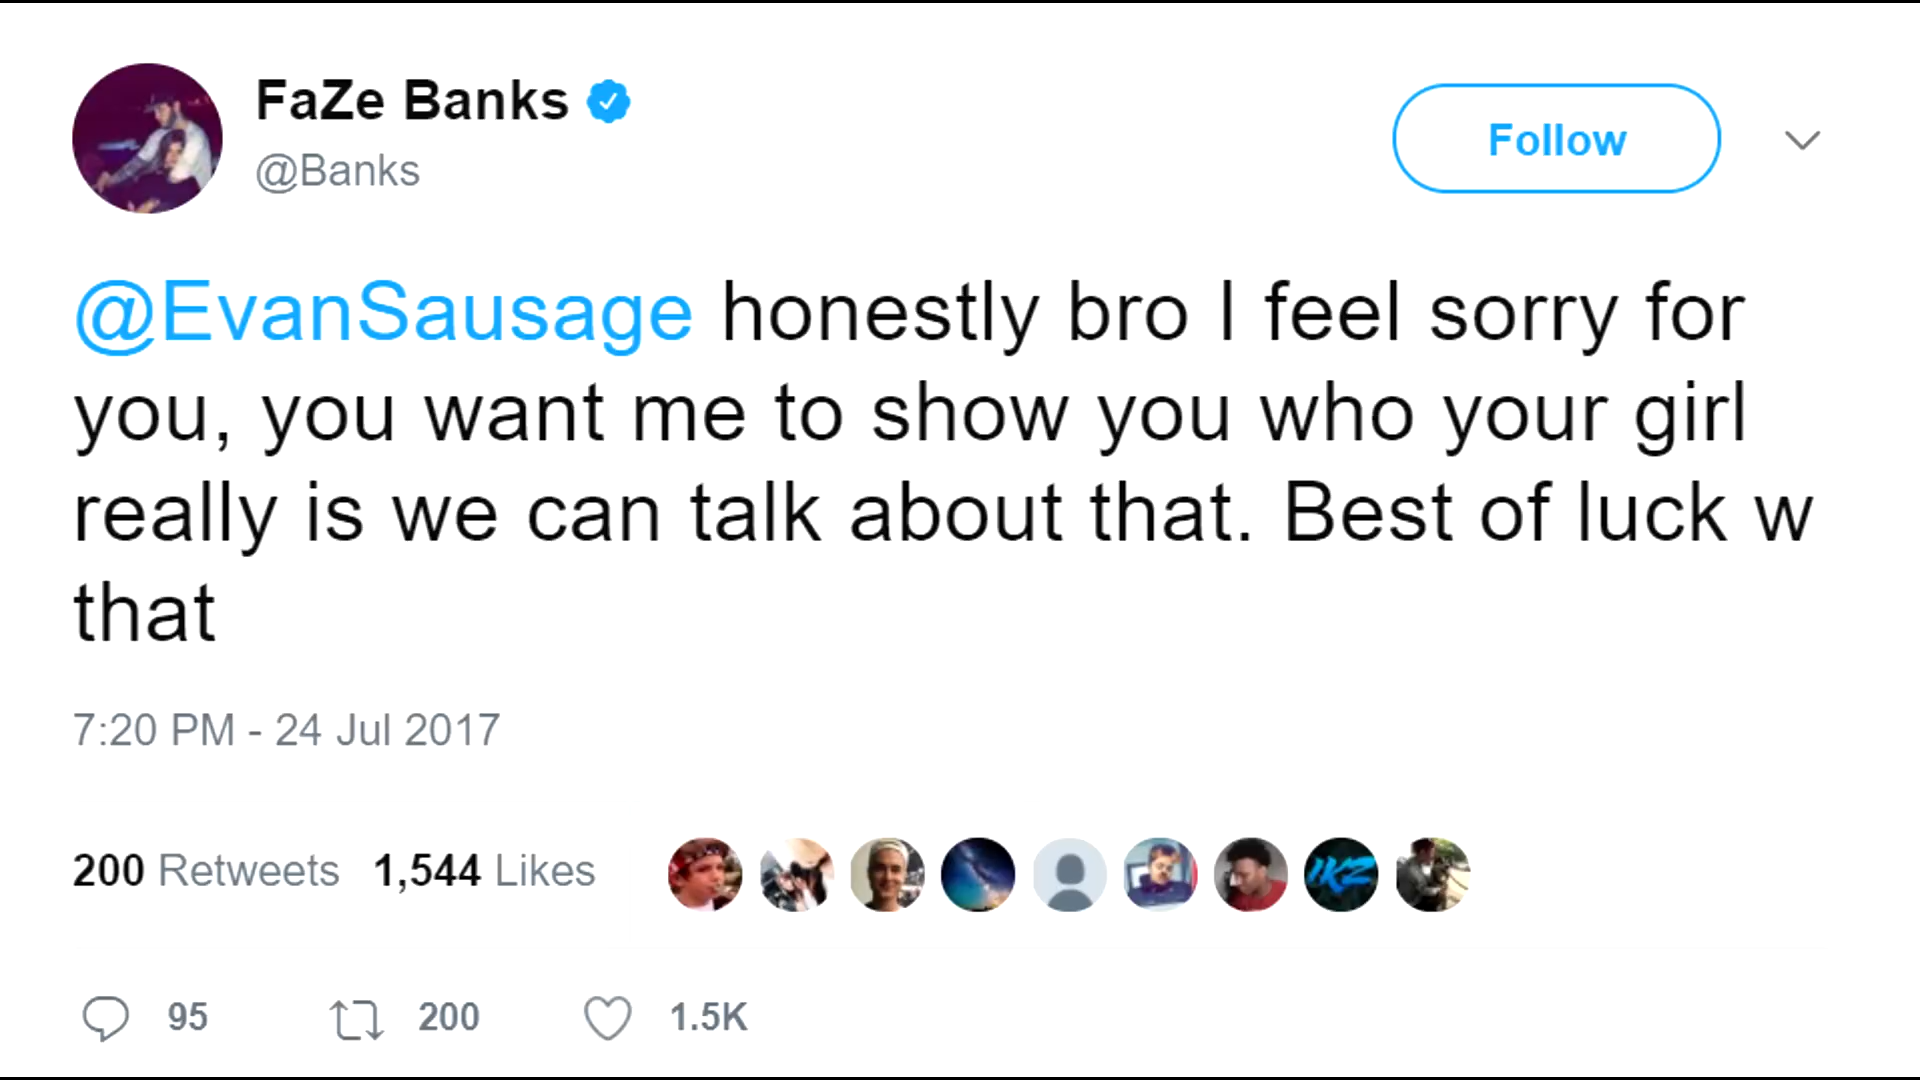 FaZe Banks
@Banks
Follow
@EvanSausage honestly bro I feel sorry for
you, you want me to show you who your girl
really is we can talk about that. Best of luck w
that
7:20 PM - 24 Jul 2017
200 Retweets 1,544 Likes
IKZ
95 200 1.5K